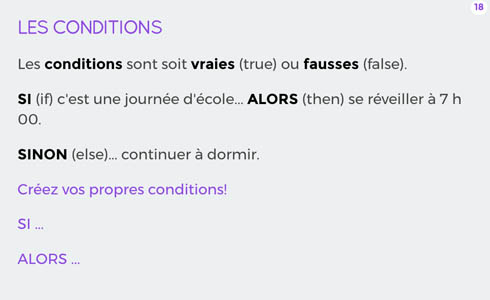 18
LES CONDITIONS
Les conditions sont soit vraies (true) ou fausses (false).
SI (if) c'est une journée d'école... ALORS (then) se réveiller à 7 h
00.
SINON (else)... continuer à dormir.
Créez vos propres conditions!
SI ...
ALORS ...